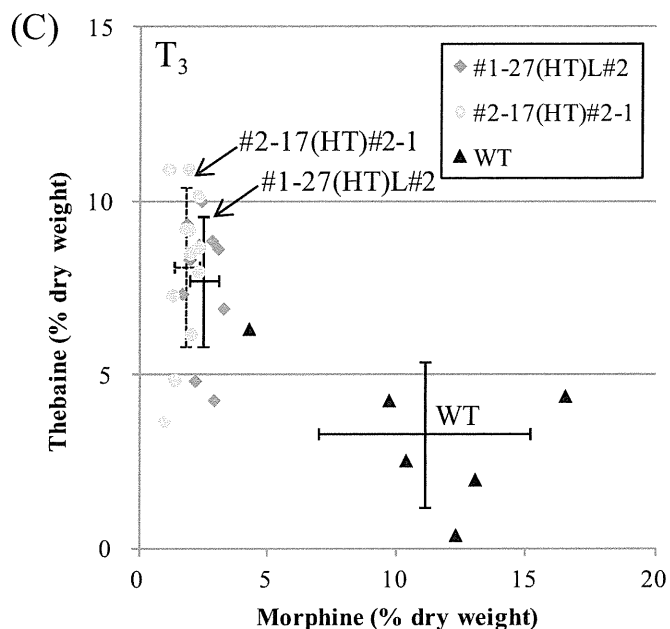 (C)
T₃
#1-27(HT)L#2
#2-17(HT)#2-1
WT
#2-17(HT)#2-1
#1-27(HT)L#2
WT
15
10
5
0
Thebaine (% dry weight)
0 5 10 15 20
Morphine (% dry weight)